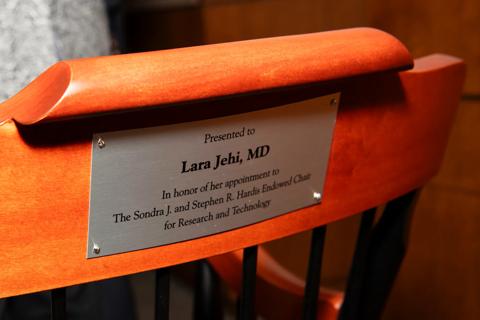 Presented to
Lara Jehi, MD
In honor of her appointment to
The Sondra J. and Stephen R. Hardis Endowed Chair
for Research and Technology